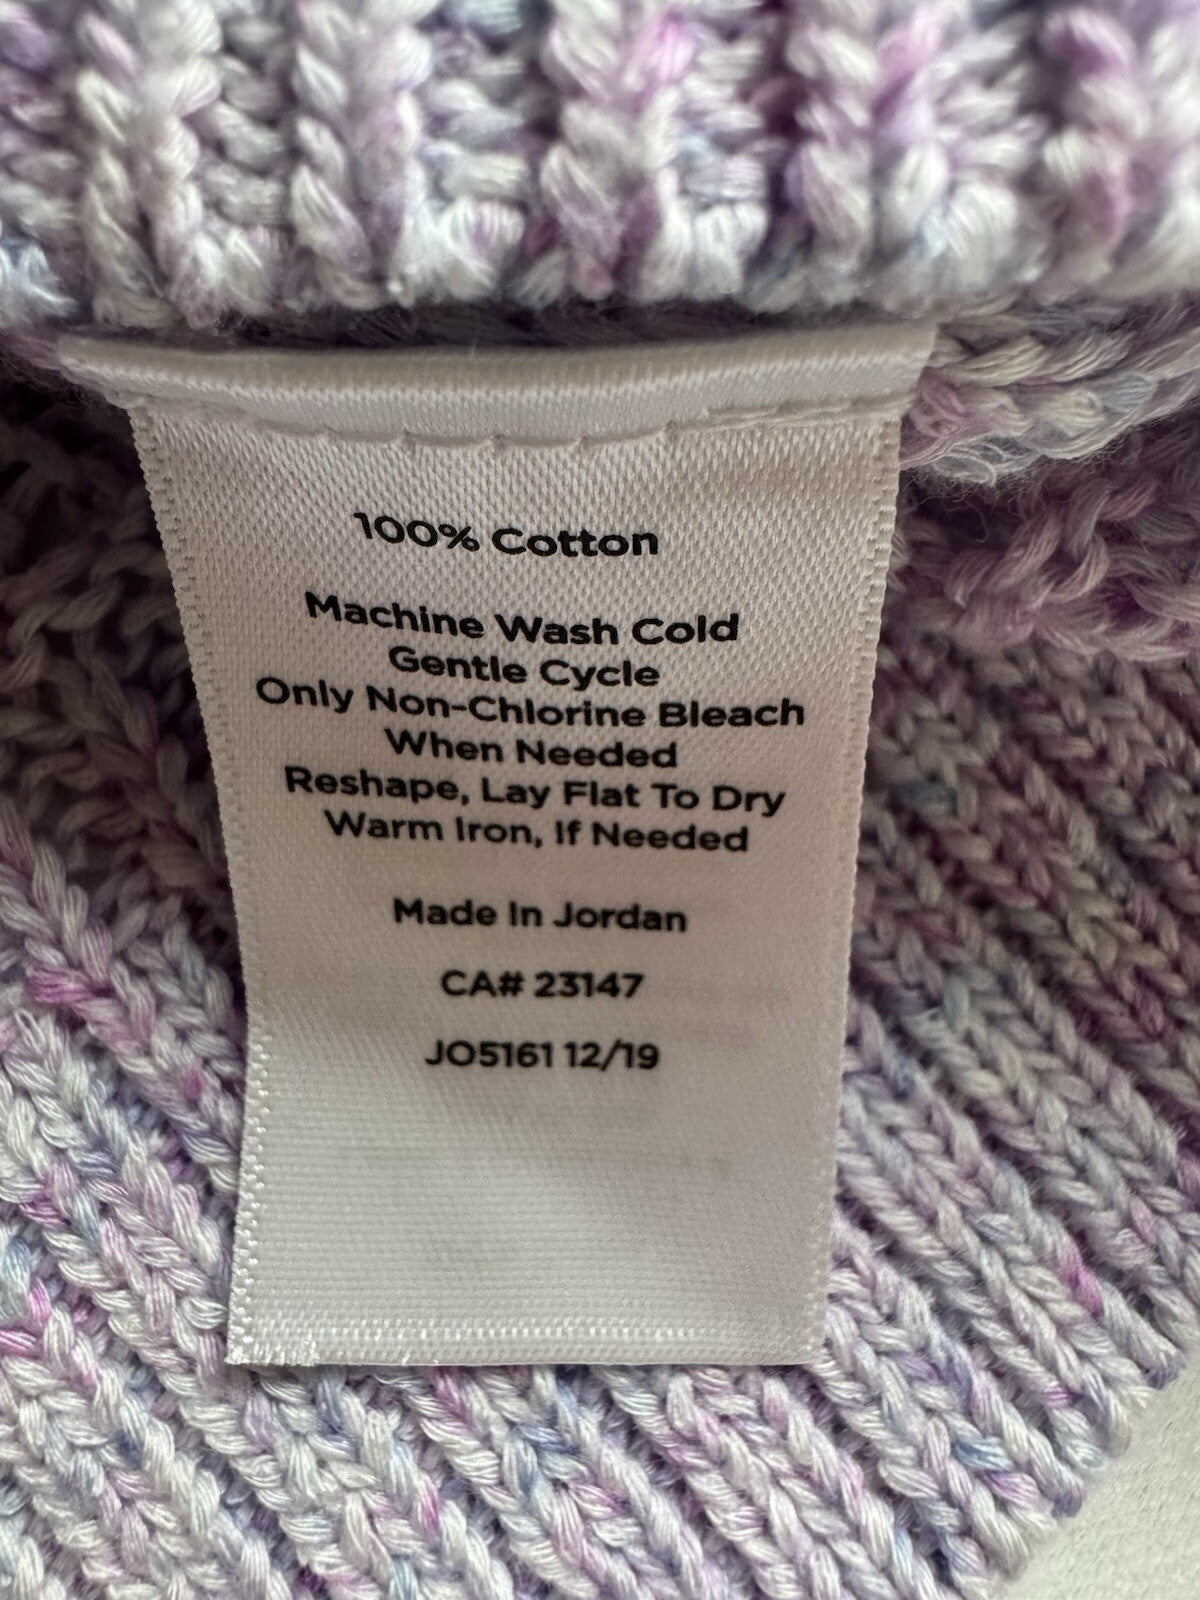 100% Cotton
Machine Wash Cold
Gentle Cycle
Only Non-Chlorine Bleach
When Needed
Reshape, Lay Flat To Dry
Warm Iron, If Needed
Made In Jordan
CA# 23147
JO5161 12/19